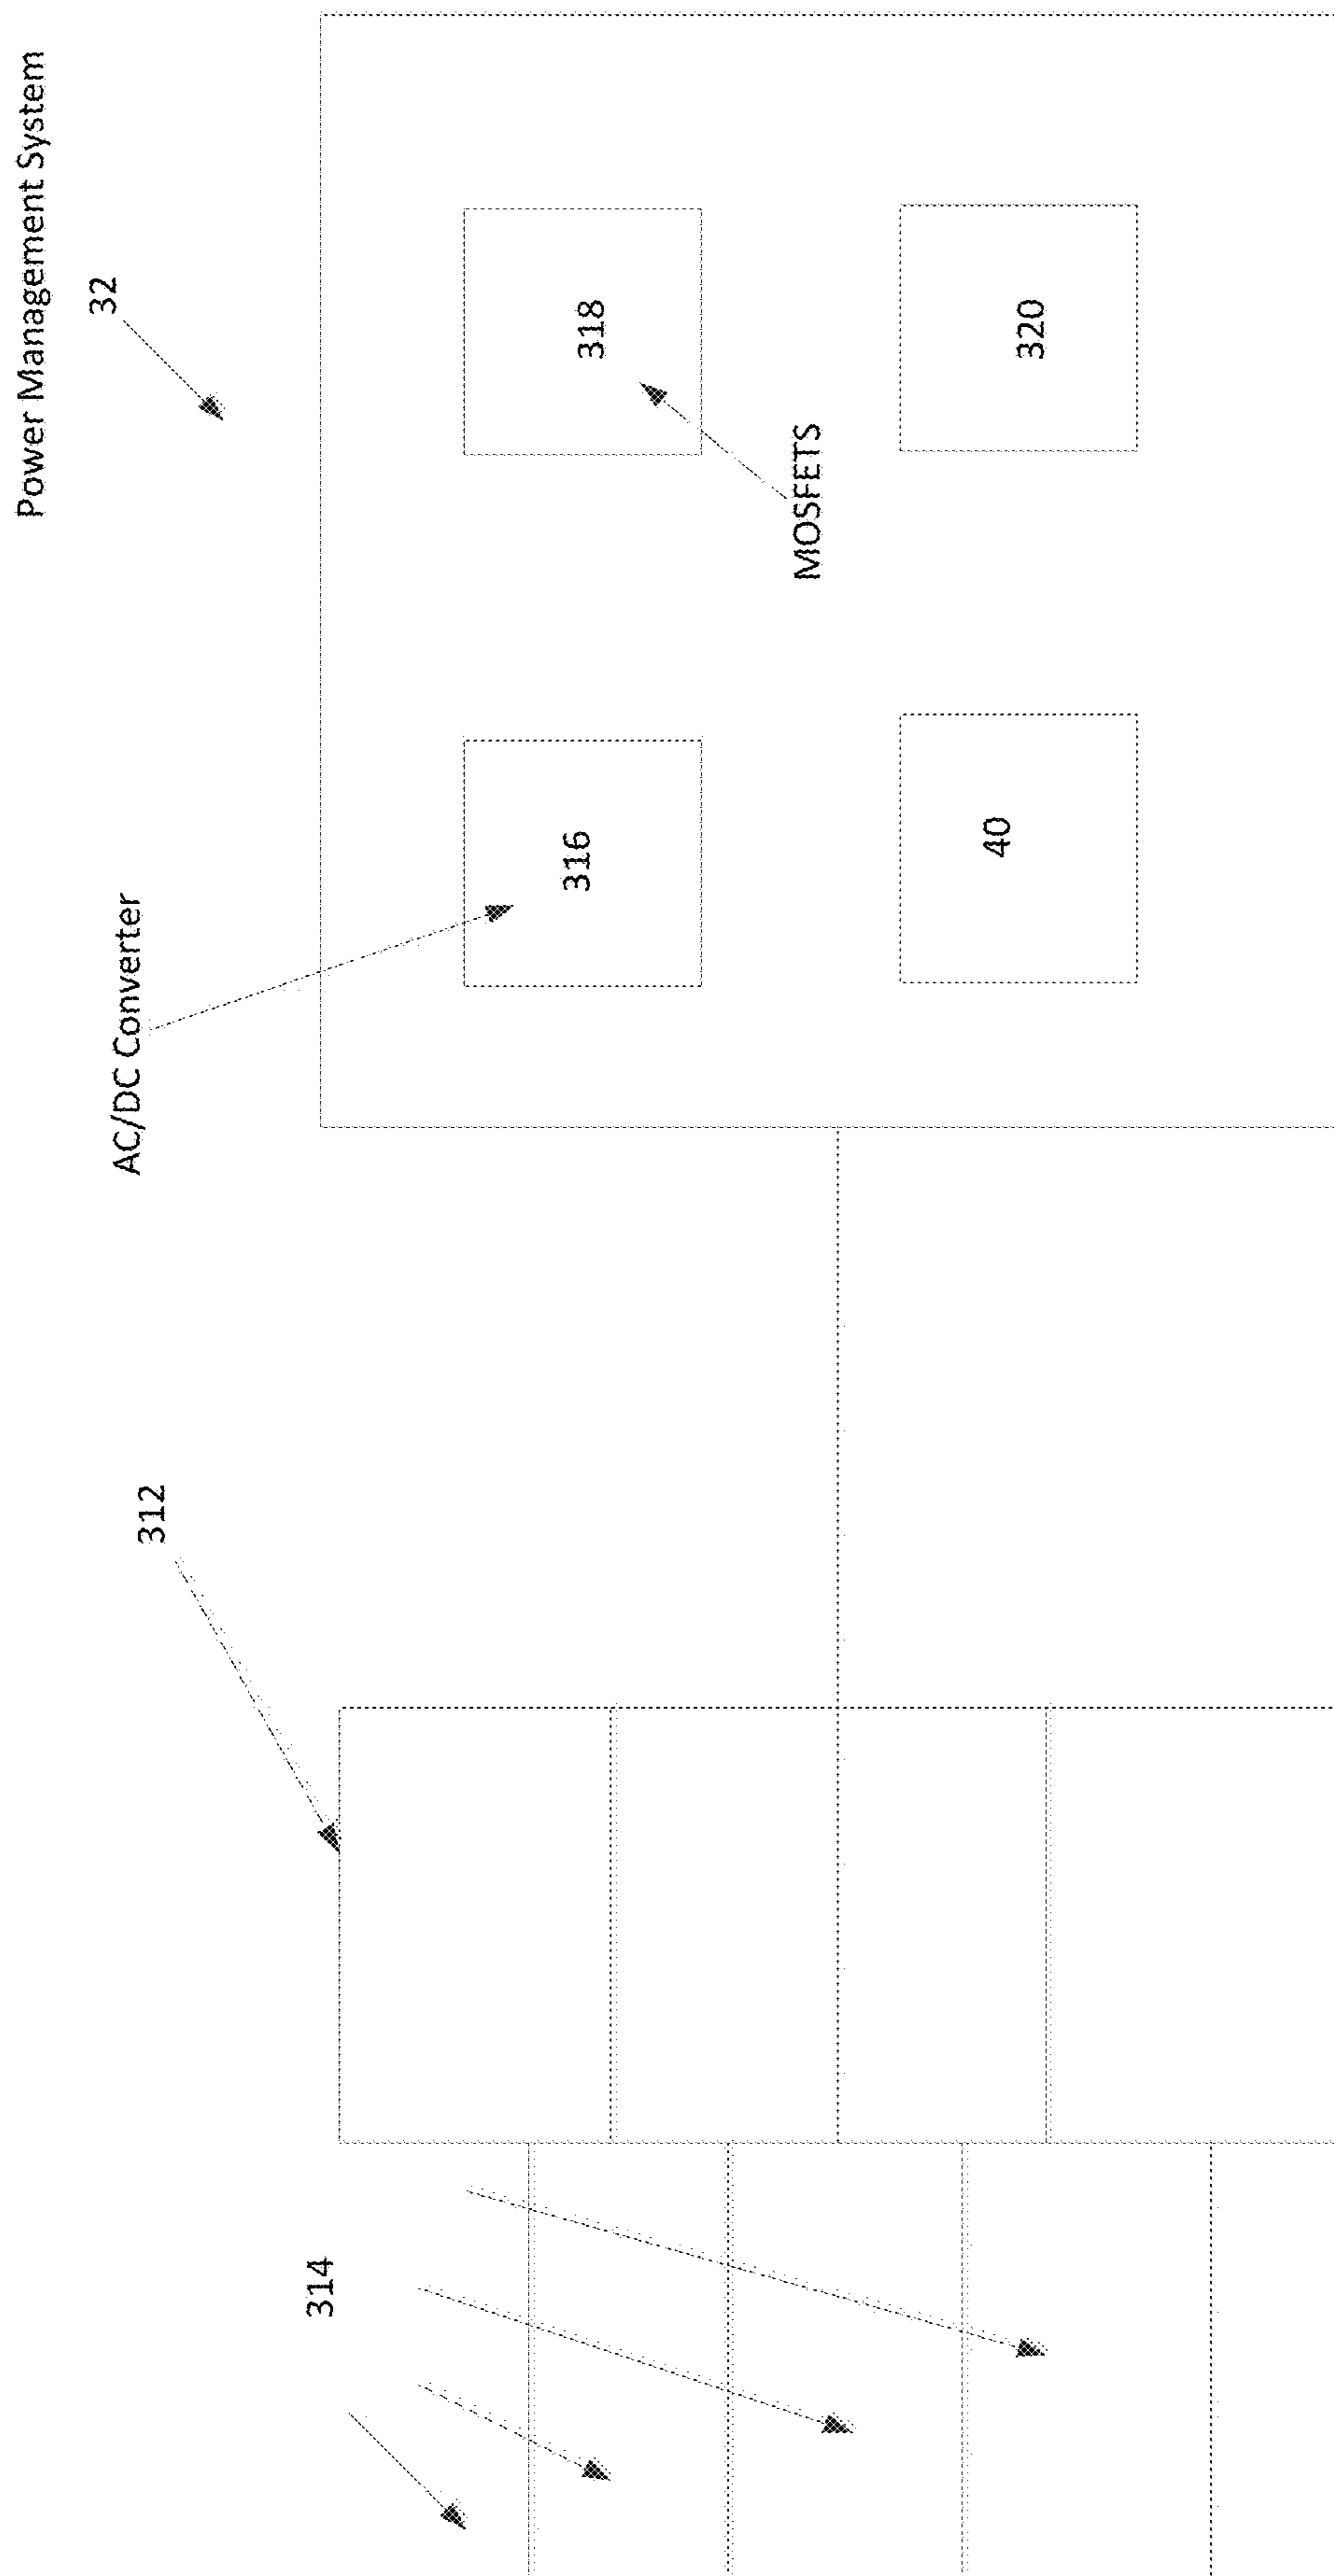 Power Management System
32
AC/DC Converter
312
314
316
318
MOSFETS
40
320